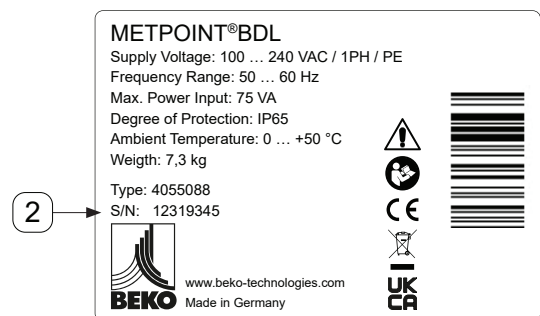 METPOINT®BDL
Supply Voltage: 100 … 240 VAC / 1PH / PE
Frequency Range: 50 … 60 Hz
Max. Power Input: 75 VA
Degree of Protection: IP65
Ambient Temperature: 0 … +50 °C
Weigth: 7,3 kg
Type: 4055088
2
S/N: 12319345
CE
www.beko-technologies.com
BEKO Made in Germany
UK
CA